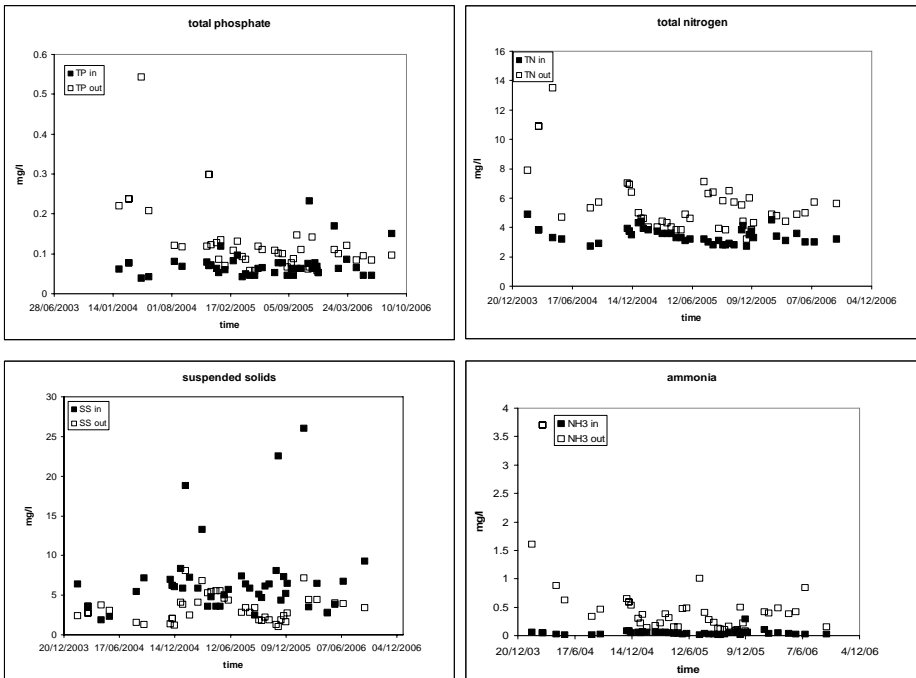 total phosphate
0.6
0.5
0.4
0.3
0.2
0.1
0
mg/l
TP in
TP out
28/06/2003 14/01/2004 01/08/2004 17/02/2005 05/09/2005 24/03/2006 10/10/2006
time
total nitrogen
16
14
12
10
8
6
4
2
0
mg/l
TN in
TN out
20/12/2003 17/06/2004 14/12/2004 12/06/2005 09/12/2005 07/06/2006 04/12/2006
time
suspended solids
30
25
20
15
10
5
0
mg/l
SS in
SS out
20/12/2003 17/06/2004 14/12/2004 12/06/2005 09/12/2005 07/06/2006 04/12/2006
time
ammonia
4
3.5
3
2.5
2
1.5
1
0.5
0
mg/l
NH3 in
NH3 out
20/12/03 17/6/04 14/12/04 12/6/05 9/12/05 7/6/06 4/12/06
time